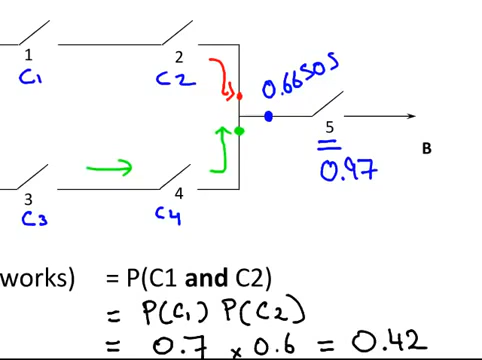 1 2
C1 C2
0.6650S
5
0.97
B
3 4
C3 C4
works) = P(C1 and C2)
= P(C1) P(C2)
= 0.7 x 0.6 = 0.42